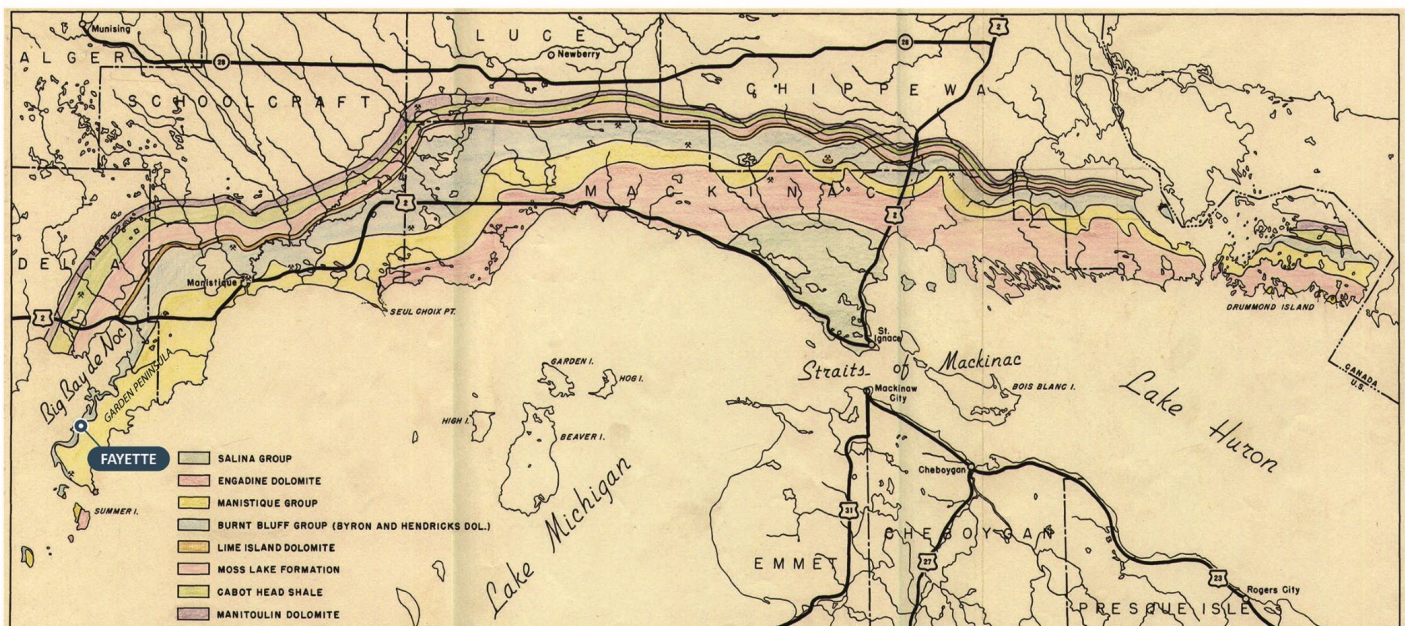 Munising
LUCE
2
ALGER
28
Newberry
28
SCHOOLCRAFT
CHIPPEWA
MACKINAC
2
2
DELTA
Manistique
2
SEUL CHOIX PT.
DRUMMOND ISLAND
St. Ignace
Big Bay de Noc
GARDEN PENINSULA
Straits of Mackinac
GARDEN I.
HOG I.
BOIS BLANC I.
CANADA
U.S.
Mackinaw City
Lake Huron
HIGH I.
BEAVER I.
FAYETTE
SUMMER I.
Cheboygan
Lake Michigan
31
CHEBOYGAN
EMMET
27
23
Rogers City
PRESQUE ISLE
SALINA GROUP
ENGADINE DOLOMITE
MANISTIQUE GROUP
BURNT BLUFF GROUP (BYRON AND HENDRICKS DOL.)
LIME ISLAND DOLOMITE
MOSS LAKE FORMATION
CABOT HEAD SHALE
MANITOULIN DOLOMITE